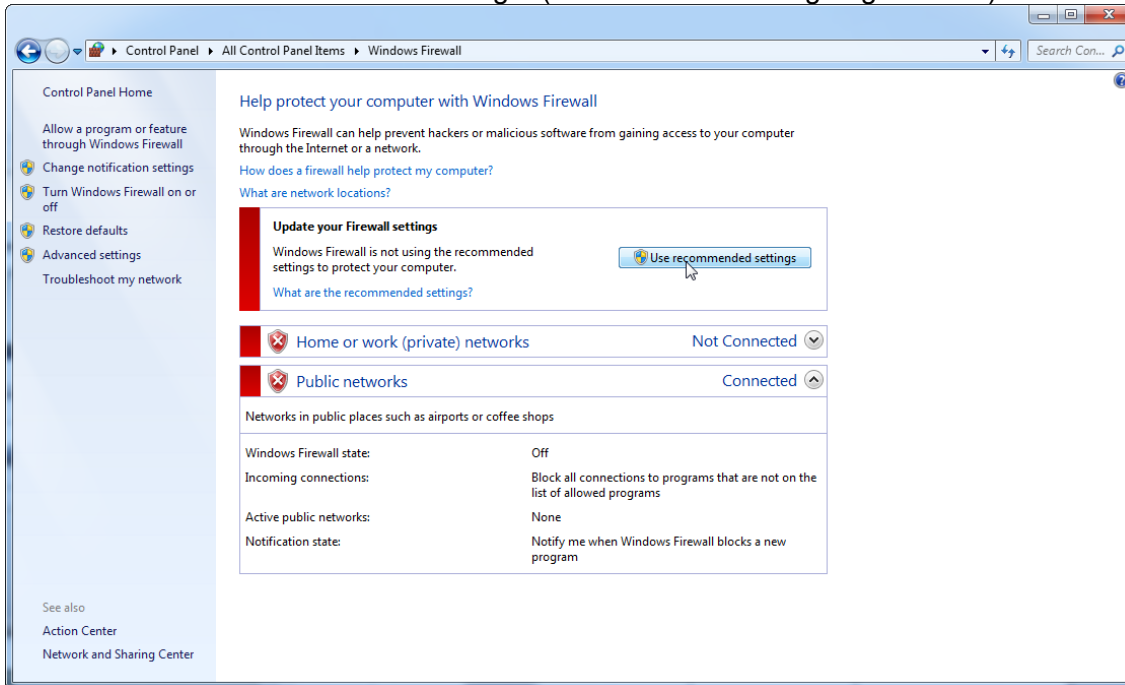 Control Panel ▸ All Control Panel Items ▸ Windows Firewall
Search Con...
Control Panel Home
Allow a program or feature
through Windows Firewall
Change notification settings
Turn Windows Firewall on or
off
Restore defaults
Advanced settings
Troubleshoot my network
See also
Action Center
Network and Sharing Center
Help protect your computer with Windows Firewall
Windows Firewall can help prevent hackers or malicious software from gaining access to your computer
through the Internet or a network.
How does a firewall help protect my computer?
What are network locations?
Update your Firewall settings
Windows Firewall is not using the recommended
settings to protect your computer.
Use recommended settings
What are the recommended settings?
Home or work (private) networks Not Connected
Public networks Connected
Networks in public places such as airports or coffee shops
Windows Firewall state: Off
Incoming connections: Block all connections to programs that are not on the
list of allowed programs
Active public networks: None
Notification state: Notify me when Windows Firewall blocks a new
program